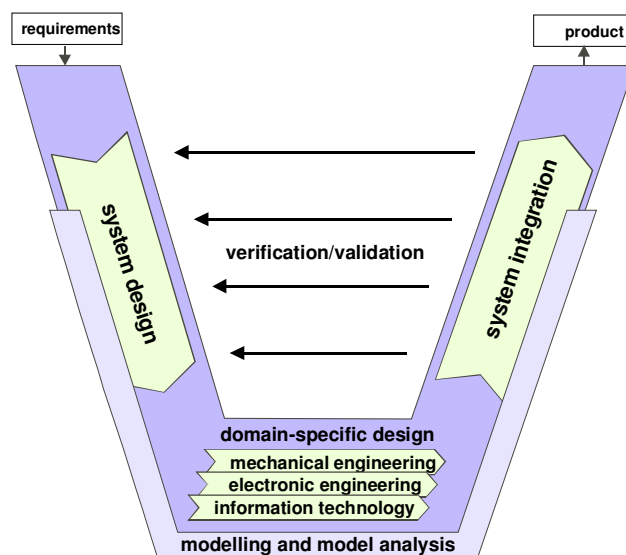 requirements
product
system design
system integration
verification/validation
domain-specific design
mechanical engineering
electronic engineering
information technology
modelling and model analysis